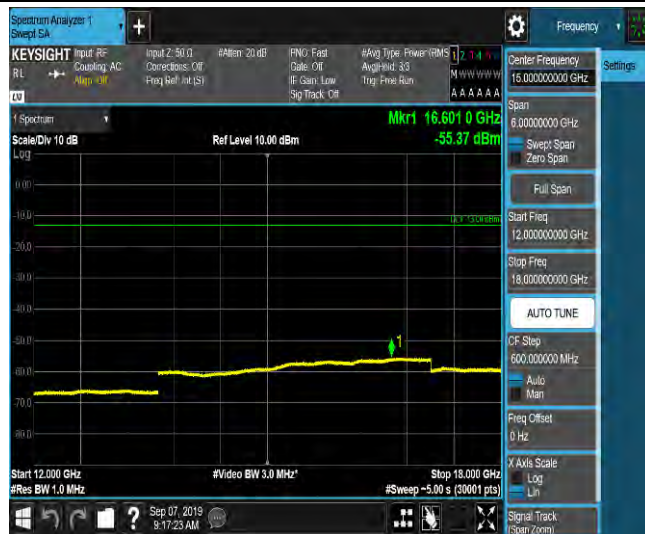 Spectrum Analyzer 1
Swept SA
Frequency
KEYSIGHT
RL
Input: RF
Coupling: AC
Align: Off
Input Z: 50 Ω
Corrections: Off
Freq Ref: Int (S)
#Atten: 20 dB
PNO: Fast
Gate: Off
IF Gain: Low
Sig Track: Off
#Avg Type: Power (RMS
Avg|Hold: 3/3
Trig: Free Run
M W W W W W
A A A A A A
1 Spectrum
Scale/Div 10 dB
Log
Ref Level 10.00 dBm
Mkr1 16.601 0 GHz
-55.37 dBm
0.00
-10.0
-20.0
-30.0
-40.0
-50.0
-60.0
-70.0
-80.0
1
Start 12.000 GHz
#Res BW 1.0 MHz
#Video BW 3.0 MHz*
Stop 18.000 GHz
#Sweep ~5.00 s (30001 pts)
Sep 07, 2019
9:17:23 AM
Center Frequency
15.000000000 GHz
Settings
Span
6.00000000 GHz
Swept Span
Zero Span
Full Span
Start Freq
12.000000000 GHz
Stop Freq
18.000000000 GHz
AUTO TUNE
CF Step
600.000000 MHz
Auto
Man
Freq Offset
0 Hz
X Axis Scale
Log
Lin
Signal Track
(Span Zoom)